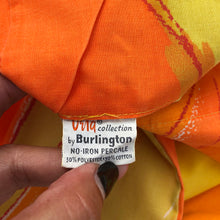 Vera® collection
by Burlington
NO-IRON PERCALE
50% POLYESTER 50% COTTON